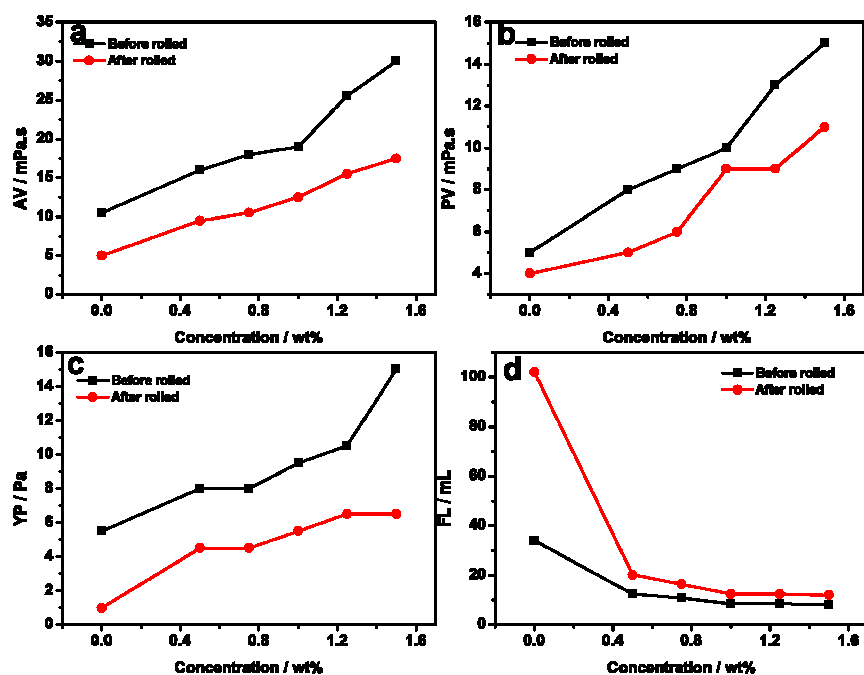 a
Before rolled
After rolled
AV / mPa.s
35
30
25
20
15
10
5
0
0.0 0.4 0.8 1.2 1.6
Concentration / wt%
b
Before rolled
After rolled
PV / mPa.s
16
14
12
10
8
6
4
0.0 0.4 0.8 1.2 1.6
Concentration / wt%
c
Before rolled
After rolled
YP / Pa
16
14
12
10
8
6
4
2
0
0.0 0.4 0.8 1.2 1.6
Concentration / wt%
d
Before rolled
After rolled
FL / mL
100
80
60
40
20
0
0.0 0.4 0.8 1.2 1.6
Concentration / wt%